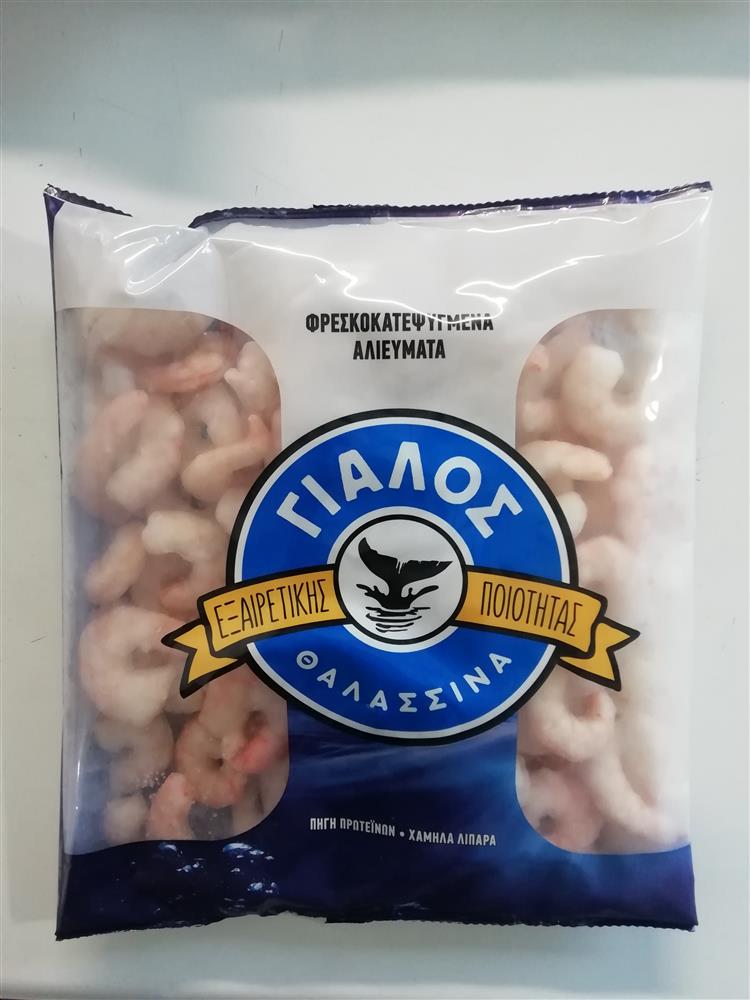 ΦΡΕΣΚΟΚΑΤΕΨΥΓΜΕΝΑ
ΑΛΙΕΥΜΑΤΑ
ΓΙΑΛΟΣ
ΕΞΑΙΡΕΤΙΚΗΣ ΠΟΙΟΤΗΤΑΣ
ΘΑΛΑΣΣΙΝΑ
ΠΗΓΗ ΠΡΩΤΕΪΝΩΝ • ΧΑΜΗΛΑ ΛΙΠΑΡΑ